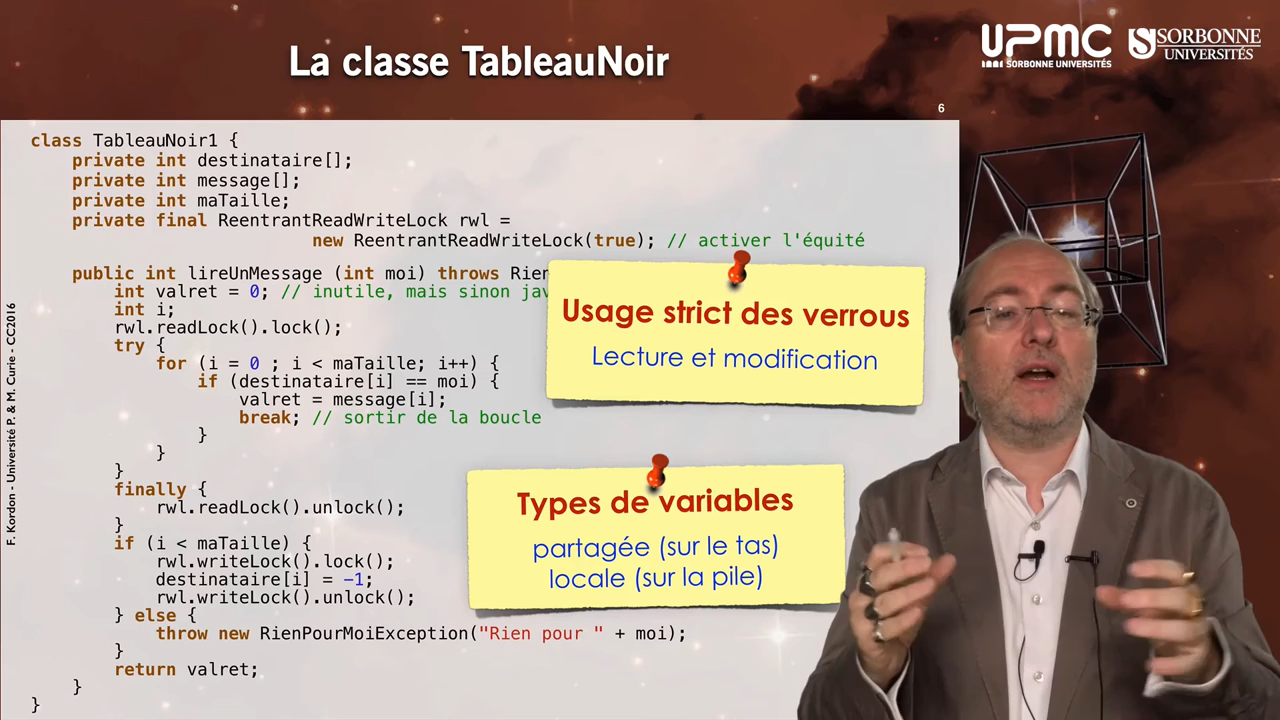 La classe TableauNoir
UPMC
SORBONNE UNIVERSITÉS
SORBONNE
UNIVERSITÉS
6
class TableauNoir1 {
private int destinataire[];
private int message[];
private int maTaille;
private final ReentrantReadWriteLock rwl =
new ReentrantReadWriteLock(true); // activer l'équité
public int lireUnMessage (int moi) throws Rien
int valret = 0; // inutile, mais sinon jav
int i;
rwl.readLock().lock();
try {
for (i = 0 ; i < maTaille; i++) {
if (destinataire[i] == moi) {
valret = message[i];
break; // sortir de la boucle
}
}
}
finally {
rwl.readLock().unlock();
}
if (i < maTaille) {
rwl.writeLock().lock();
destinataire[i] = -1;
rwl.writeLock().unlock();
} else {
throw new RienPourMoiException("Rien pour " + moi);
}
return valret;
}
}
Usage strict des verrous
Lecture et modification
Types de variables
partagée (sur le tas)
locale (sur la pile)
F. Kordon - Université P. & M. Curie - CC2016